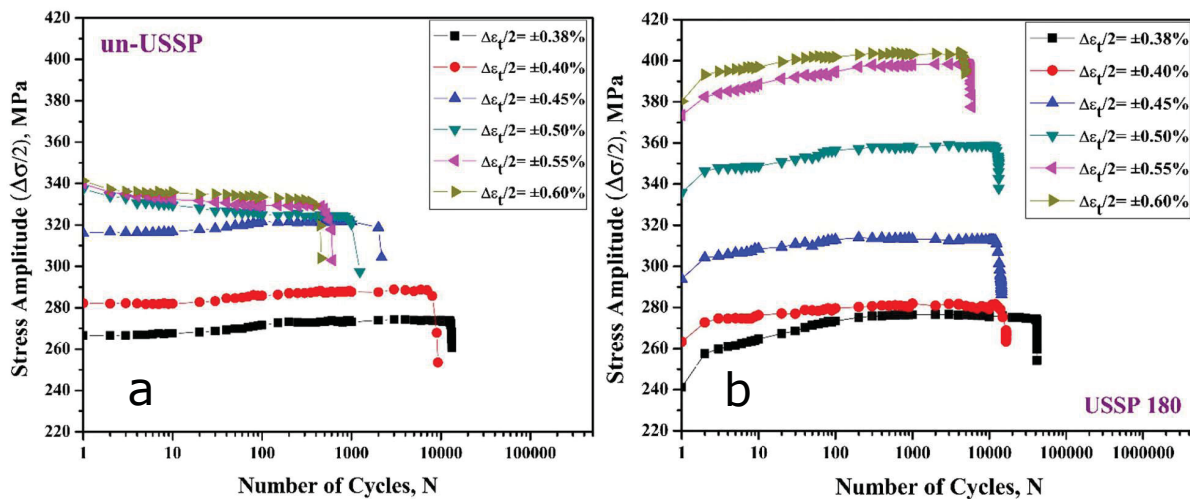 un-USSP
Δεt/2= ±0.38%
Δεt/2= ±0.40%
Δεt/2= ±0.45%
Δεt/2= ±0.50%
Δεt/2= ±0.55%
Δεt/2= ±0.60%
Stress Amplitude (Δσ/2), MPa
420
400
380
360
340
320
300
280
260
240
220
a
1 10 100 1000 10000 100000
Number of Cycles, N
Δεt/2= ±0.38%
Δεt/2= ±0.40%
Δεt/2= ±0.45%
Δεt/2= ±0.50%
Δεt/2= ±0.55%
Δεt/2= ±0.60%
Stress Amplitude (Δσ/2), MPa
420
400
380
360
340
320
300
280
260
240
220
b
USSP 180
1 10 100 1000 10000 100000 1000000
Number of Cycles, N